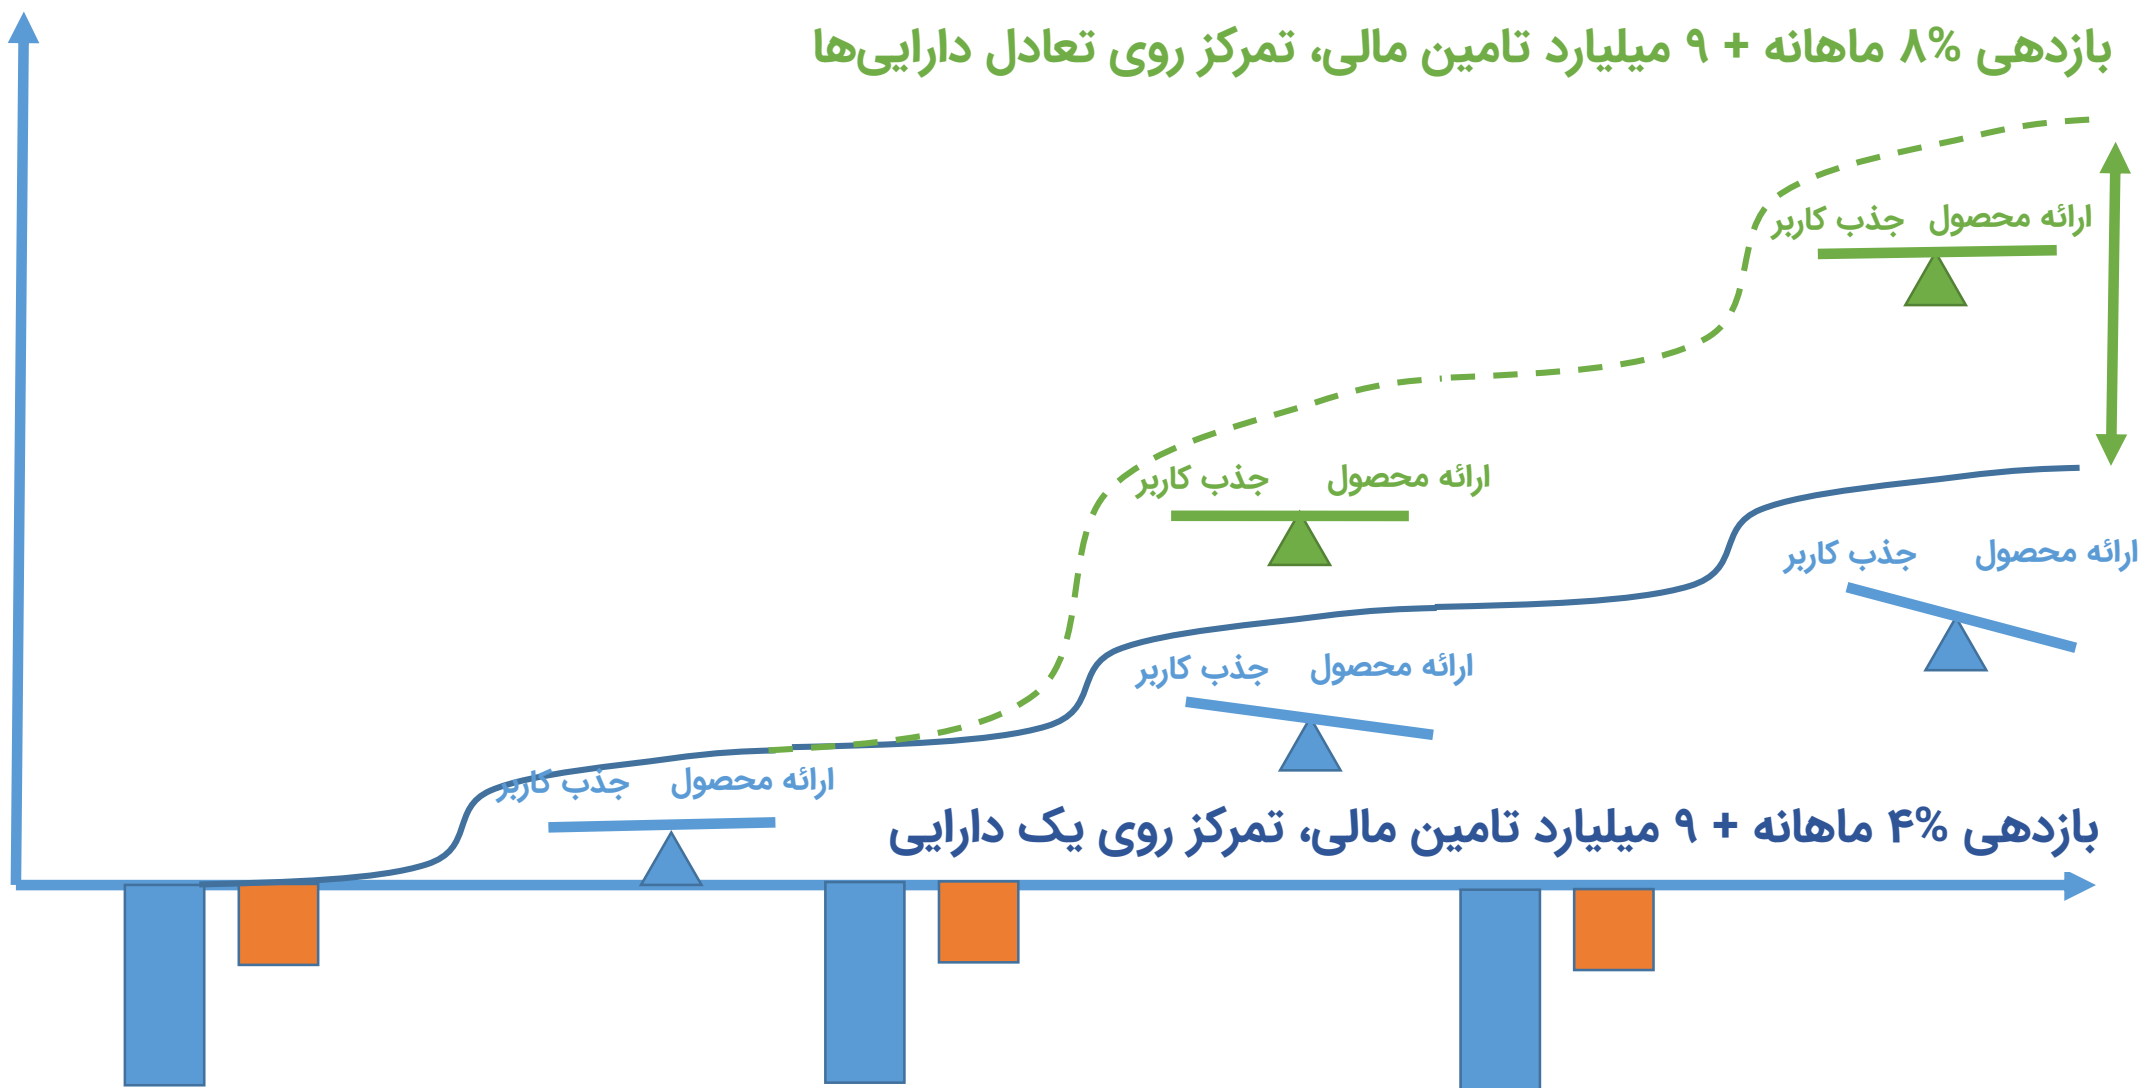 بازدهی %۸ ماهانه + ۹ میلیارد تامین مالی، تمرکز روی تعادل دارایی‌ها
ارائه محصول جذب کاربر
ارائه محصول جذب کاربر
ارائه محصول جذب کاربر
ارائه محصول جذب کاربر
ارائه محصول جذب کاربر
بازدهی %۴ ماهانه + ۹ میلیارد تامین مالی، تمرکز روی یک دارایی